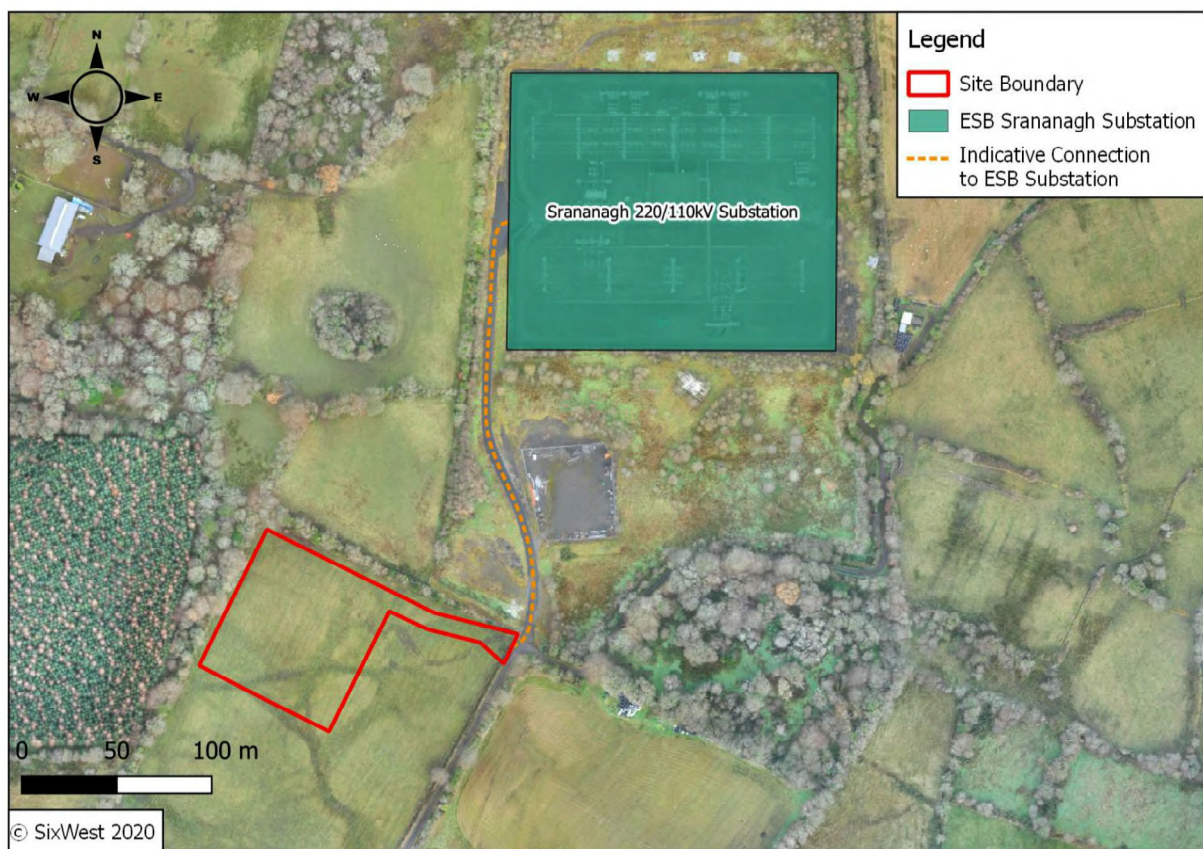 N
W E
S
Legend
Site Boundary
ESB Srananagh Substation
Indicative Connection
to ESB Substation
Srananagh 220/110kV Substation
0 50 100 m
© SixWest 2020